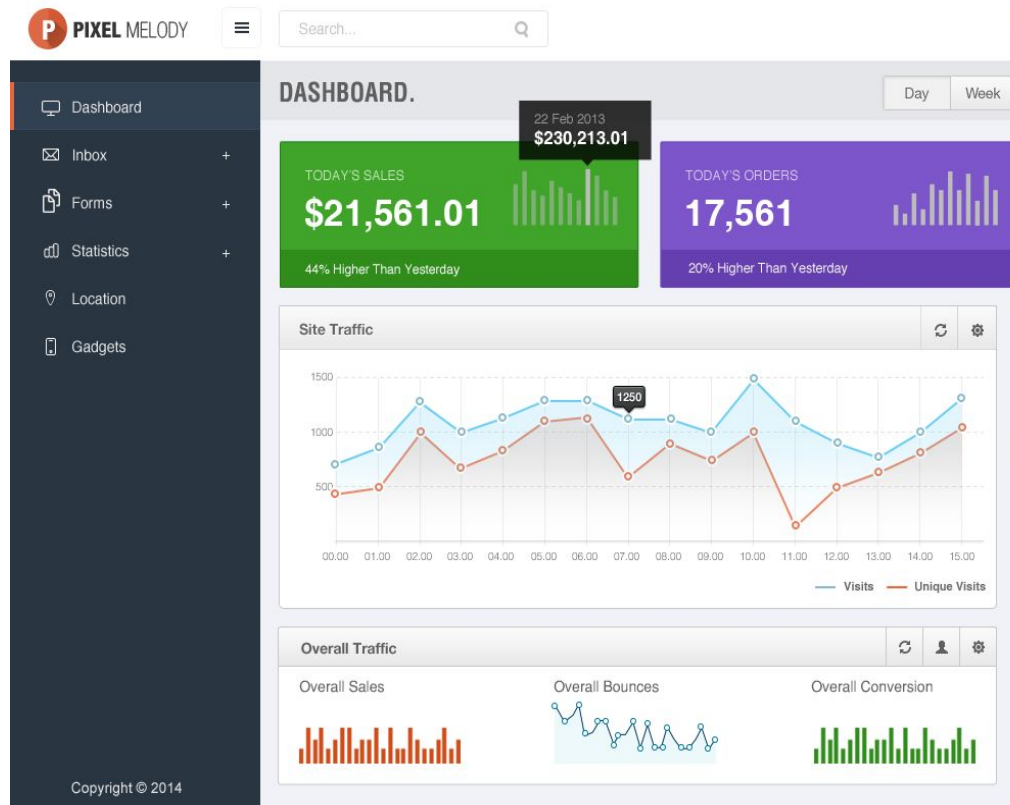 P PIXEL MELODY
Search...
Dashboard
Inbox +
Forms +
Statistics +
Location
Gadgets
Copyright © 2014
DASHBOARD.
Day Week
22 Feb 2013
$230,213.01
TODAY'S SALES
$21,561.01
44% Higher Than Yesterday
TODAY'S ORDERS
17,561
20% Higher Than Yesterday
Site Traffic
1500
1250
1000
500
00.00 01.00 02.00 03.00 04.00 05.00 06.00 07.00 08.00 09.00 10.00 11.00 12.00 13.00 14.00 15.00
Visits Unique Visits
Overall Traffic
Overall Sales
Overall Bounces
Overall Conversion